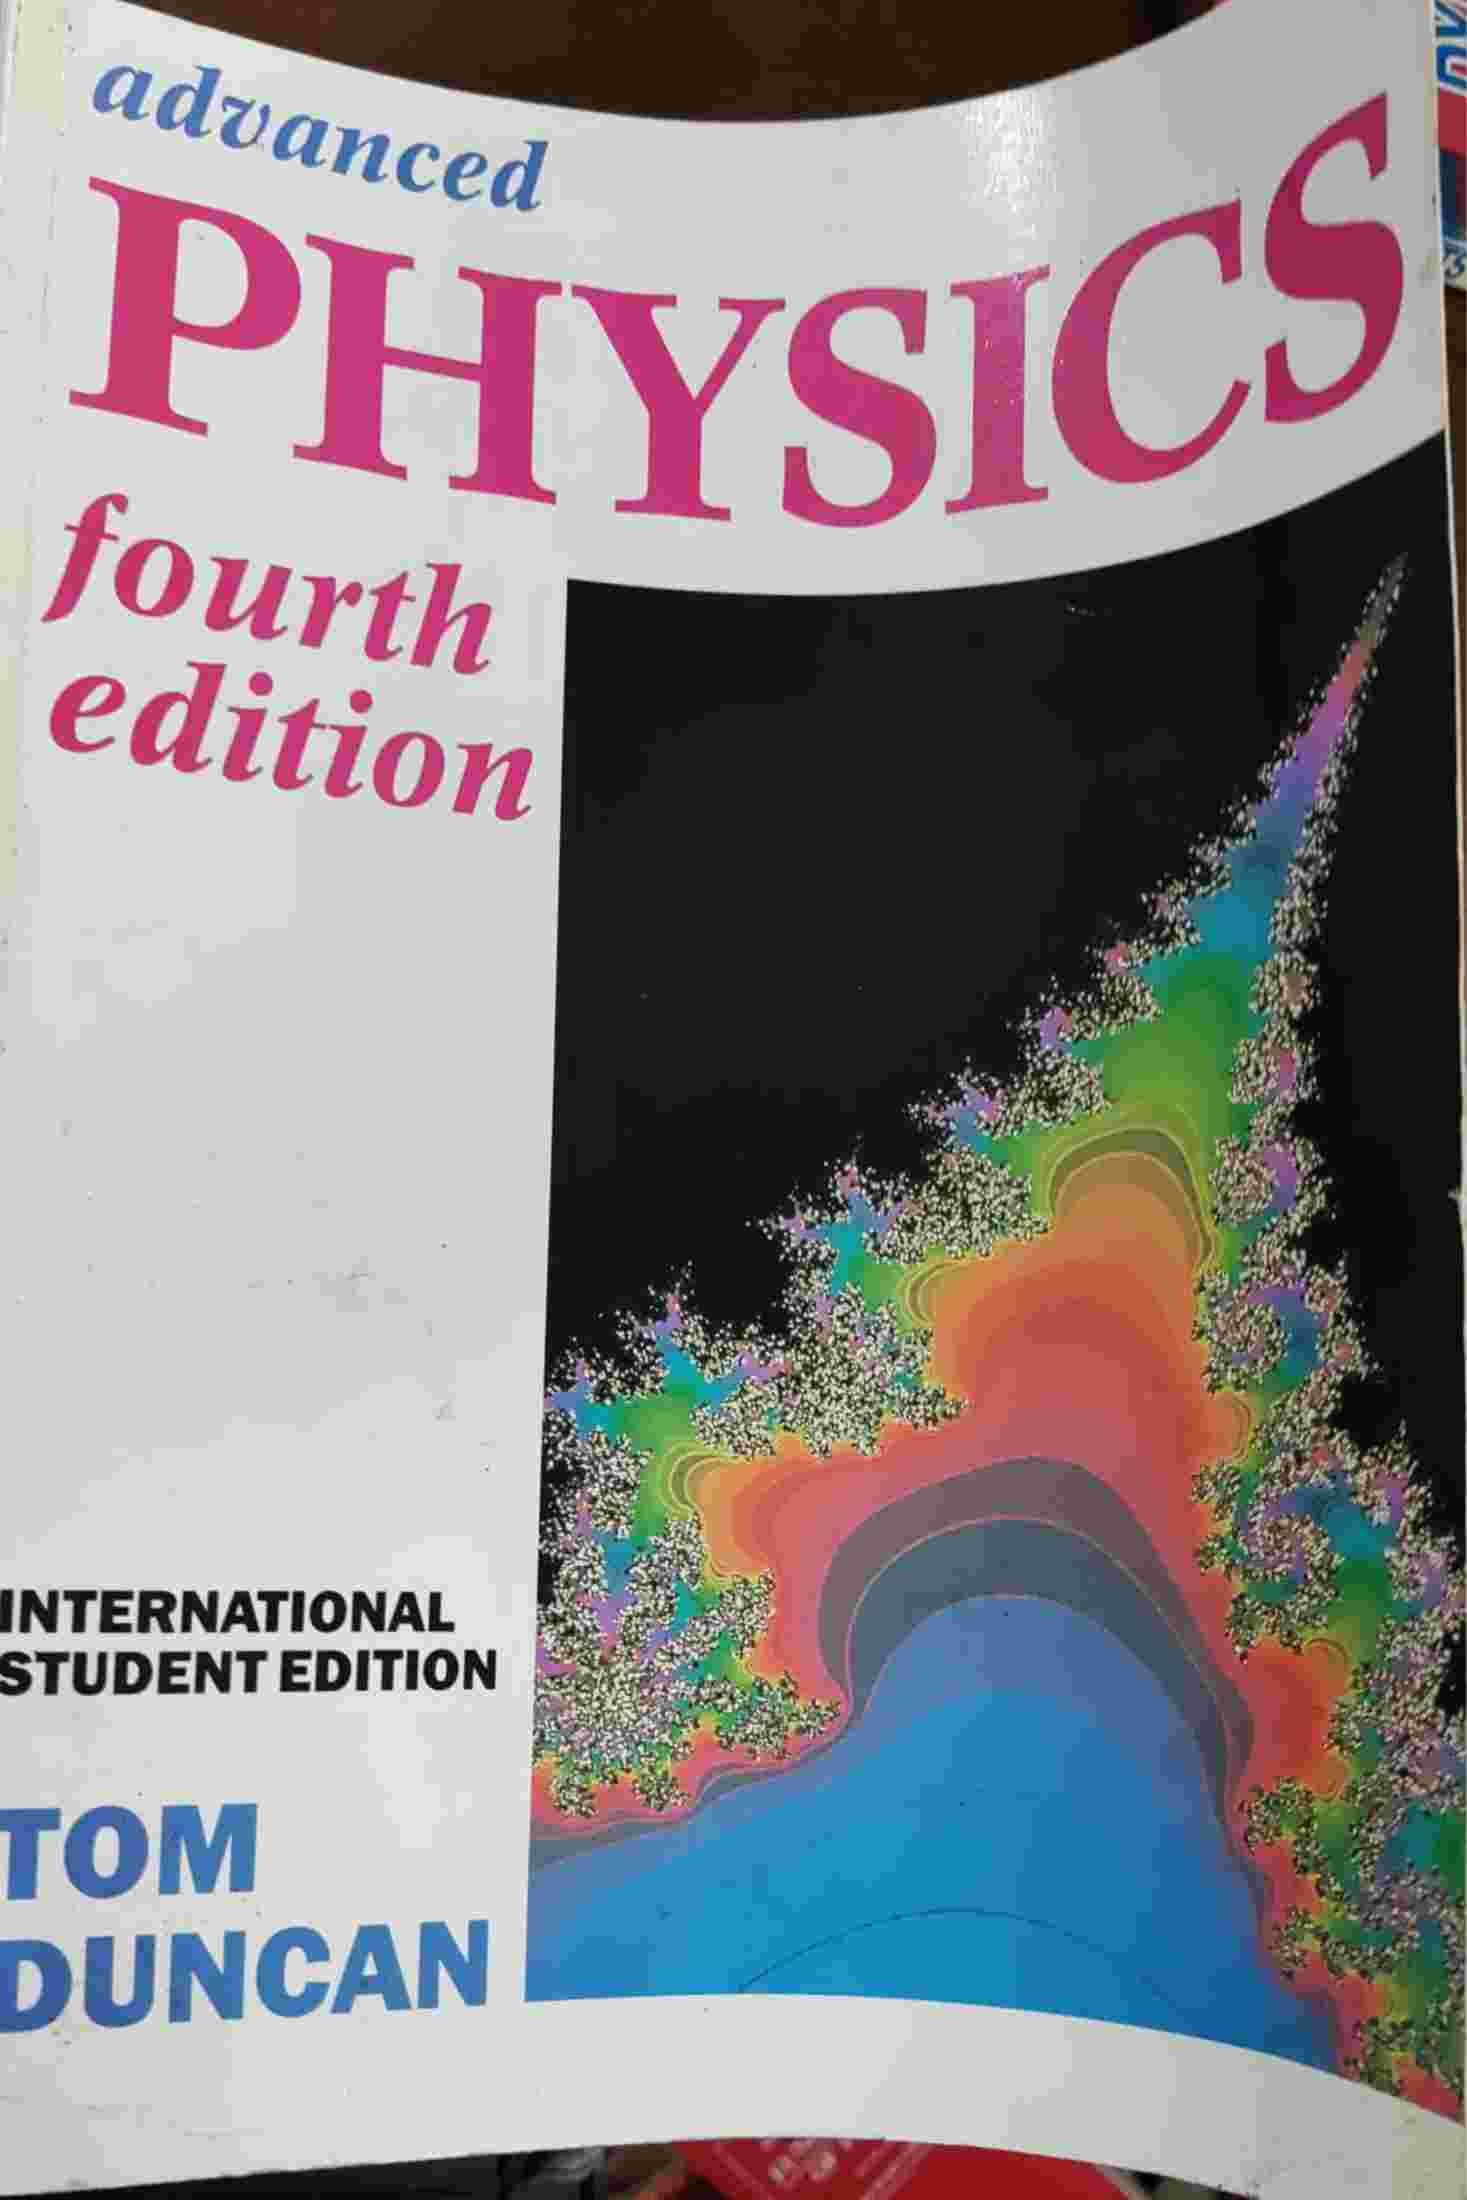 advanced
PHYSICS
fourth
edition
INTERNATIONAL
STUDENT EDITION
TOM
DUNCAN